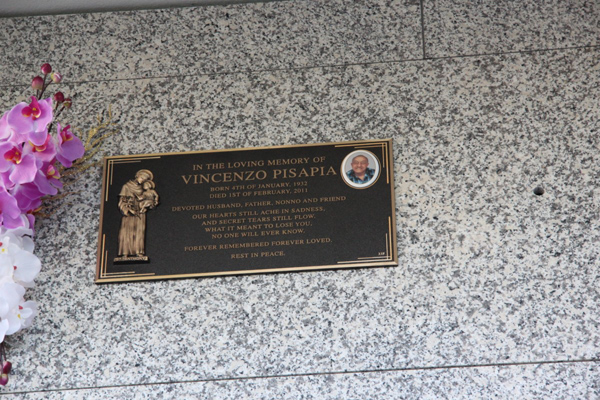 IN THE LOVING MEMORY OF
VINCENZO PISAPIA
BORN 4TH OF JANUARY, 1932
DIED 1ST OF FEBRUARY, 2011
DEVOTED HUSBAND, FATHER, NONNO AND FRIEND
OUR HEARTS STILL ACHE IN SADNESS,
AND SECRET TEARS STILL FLOW.
WHAT IT MEANT TO LOSE YOU,
NO ONE WILL EVER KNOW.
FOREVER REMEMBERED FOREVER LOVED.
REST IN PEACE.